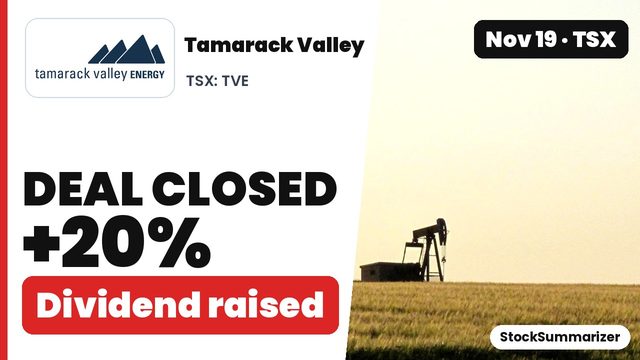 tamarack valley ENERGY
Tamarack Valley
TSX: TVE
Nov 19 • TSX
DEAL CLOSED
+20%
Dividend raised
StockSummarizer